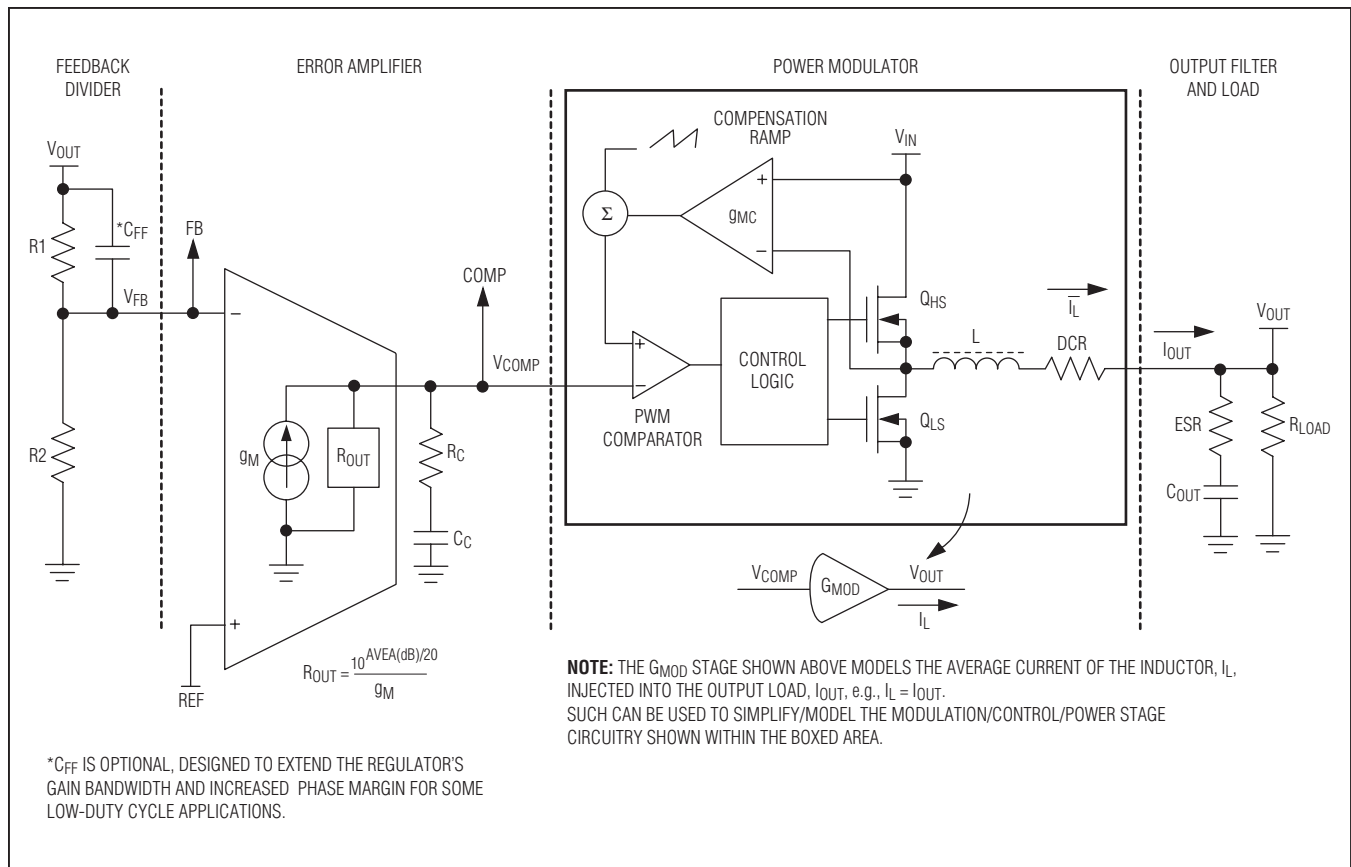 FEEDBACK
DIVIDER
ERROR AMPLIFIER
POWER MODULATOR
OUTPUT FILTER
AND LOAD
COMPENSATION
RAMP
VOUT
VIN
*CFF
FB
R1
Σ
gMC
+
−
COMP
QHS
IL
VFB
−
VOUT
L
DCR
IOUT
VCOMP
+
−
CONTROL
LOGIC
PWM
COMPARATOR
QLS
ESR
RLOAD
R2
gM
ROUT
RC
COUT
CC
VCOMP
GMOD
VOUT
IL
+
REF
ROUT = 10^AVEA(dB)/20 / gM
NOTE: THE GMOD STAGE SHOWN ABOVE MODELS THE AVERAGE CURRENT OF THE INDUCTOR, IL,
INJECTED INTO THE OUTPUT LOAD, IOUT, e.g., IL = IOUT.
SUCH CAN BE USED TO SIMPLIFY/MODEL THE MODULATION/CONTROL/POWER STAGE
CIRCUITRY SHOWN WITHIN THE BOXED AREA.
*CFF IS OPTIONAL, DESIGNED TO EXTEND THE REGULATOR'S
GAIN BANDWIDTH AND INCREASED PHASE MARGIN FOR SOME
LOW-DUTY CYCLE APPLICATIONS.